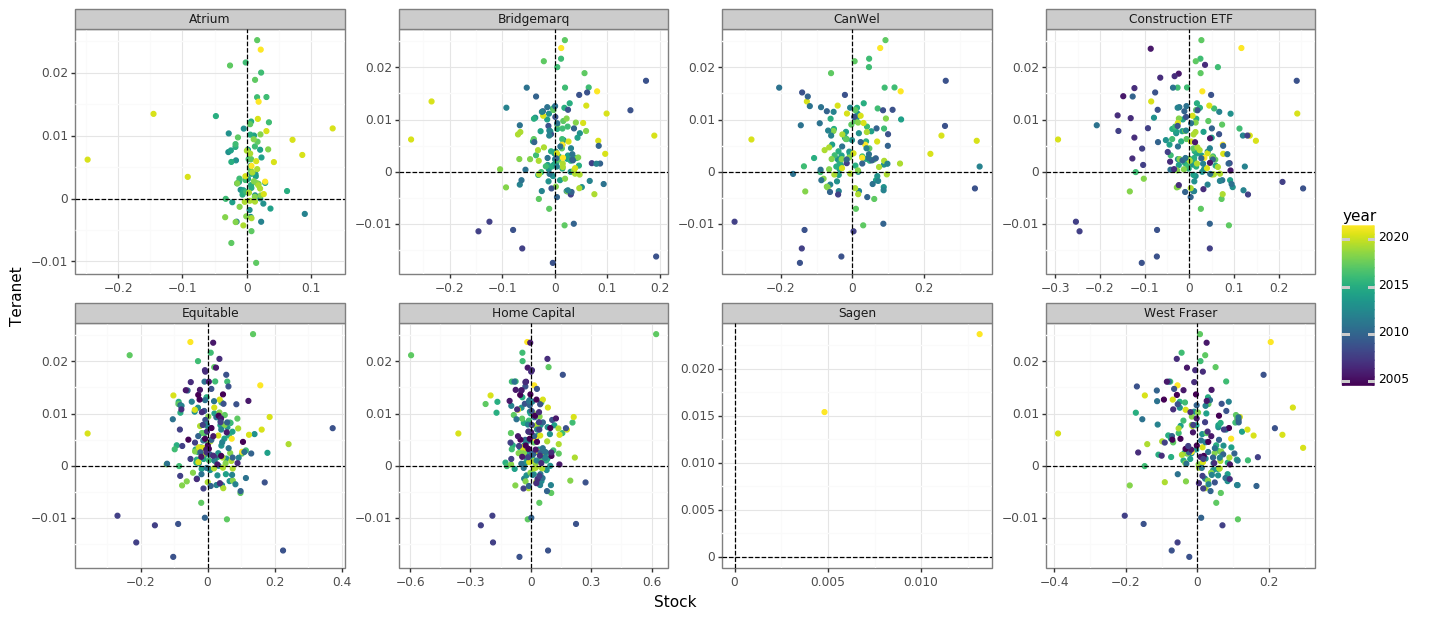 Atrium Bridgemarq CanWel Construction ETF
0.02 0.01 0 −0.01
−0.2 −0.1 0 0.1
0.02 0.01 0 −0.01
−0.2 −0.1 0 0.1 0.2
0.02 0.01 0 −0.01
−0.2 0 0.2
0.02 0.01 0 −0.01
−0.3 −0.2 −0.1 0 0.1 0.2
Teranet
Equitable Home Capital Sagen West Fraser
0.02 0.01 0 −0.01
−0.2 0 0.2 0.4
0.02 0.01 0 −0.01
−0.6 −0.3 0 0.3 0.6
0.020 0.015 0.010 0.005 0
0 0.005 0.010
0.02 0.01 0 −0.01
−0.4 −0.2 0 0.2
Stock
year
2020
2015
2010
2005